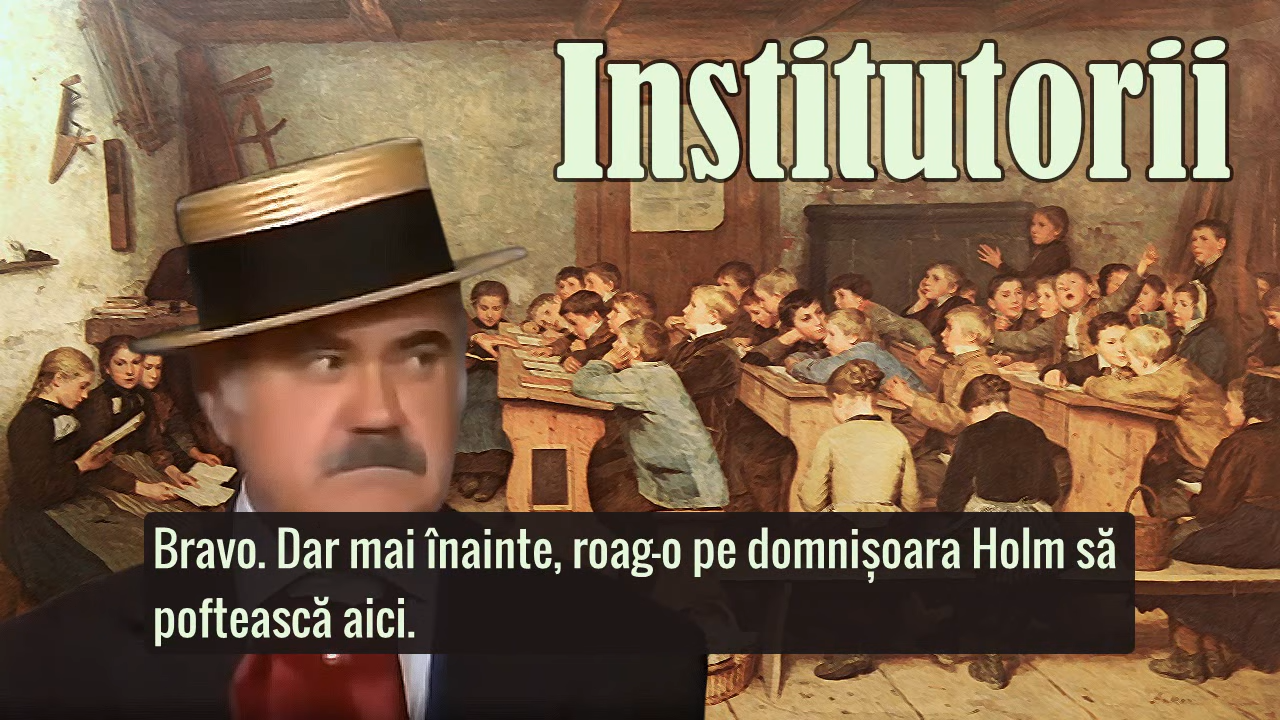 Institutorii
Bravo. Dar mai înainte, roag-o pe domnișoara Holm să
poftească aici.